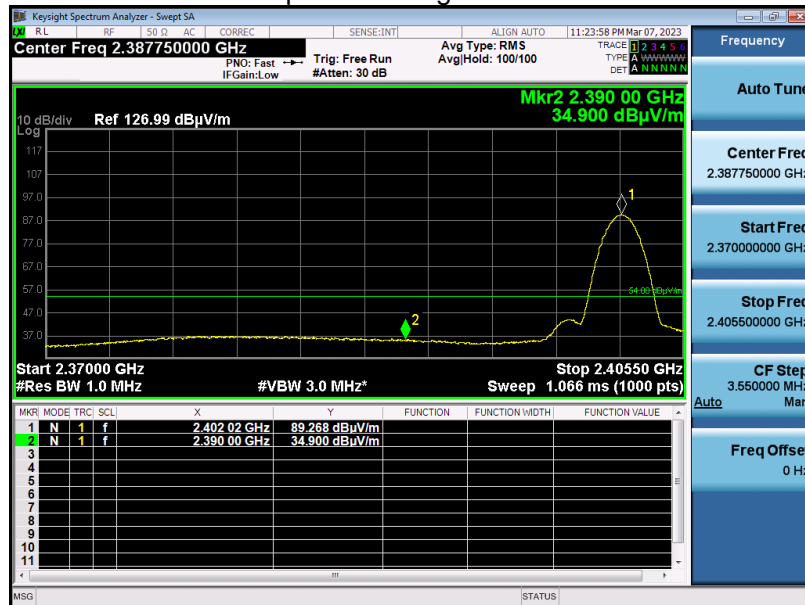 Keysight Spectrum Analyzer - Swept SA
LXI RL RF 50 Ω AC CORREC SENSE:INT ALIGN AUTO 11:23:58 PM Mar 07, 2023
Center Freq 2.387750000 GHz
PNO: Fast
IFGain:Low
Trig: Free Run
#Atten: 30 dB
Avg Type: RMS
Avg|Hold: 100/100
TRACE 1 2 3 4 5 6
TYPE A WWWWW
DET A N N N N N
Frequency
Auto Tune
Center Freq
2.387750000 GHz
Start Freq
2.370000000 GHz
Stop Freq
2.405500000 GHz
CF Step
3.550000 MHz
Auto Man
Freq Offset
0 Hz
Mkr2 2.390 00 GHz
34.900 dBµV/m
10 dB/div Ref 126.99 dBµV/m
Log
117
107
97.0
87.0
77.0
67.0
57.0
47.0
37.0
1
2
54.00 dBµV/m
Start 2.37000 GHz Stop 2.40550 GHz
#Res BW 1.0 MHz #VBW 3.0 MHz* Sweep 1.066 ms (1000 pts)
MKR MODE TRC SCL X Y FUNCTION FUNCTION WIDTH FUNCTION VALUE
1 N 1 f 2.402 02 GHz 89.268 dBµV/m
2 N 1 f 2.390 00 GHz 34.900 dBµV/m
3
4
5
6
7
8
9
10
11
MSG STATUS